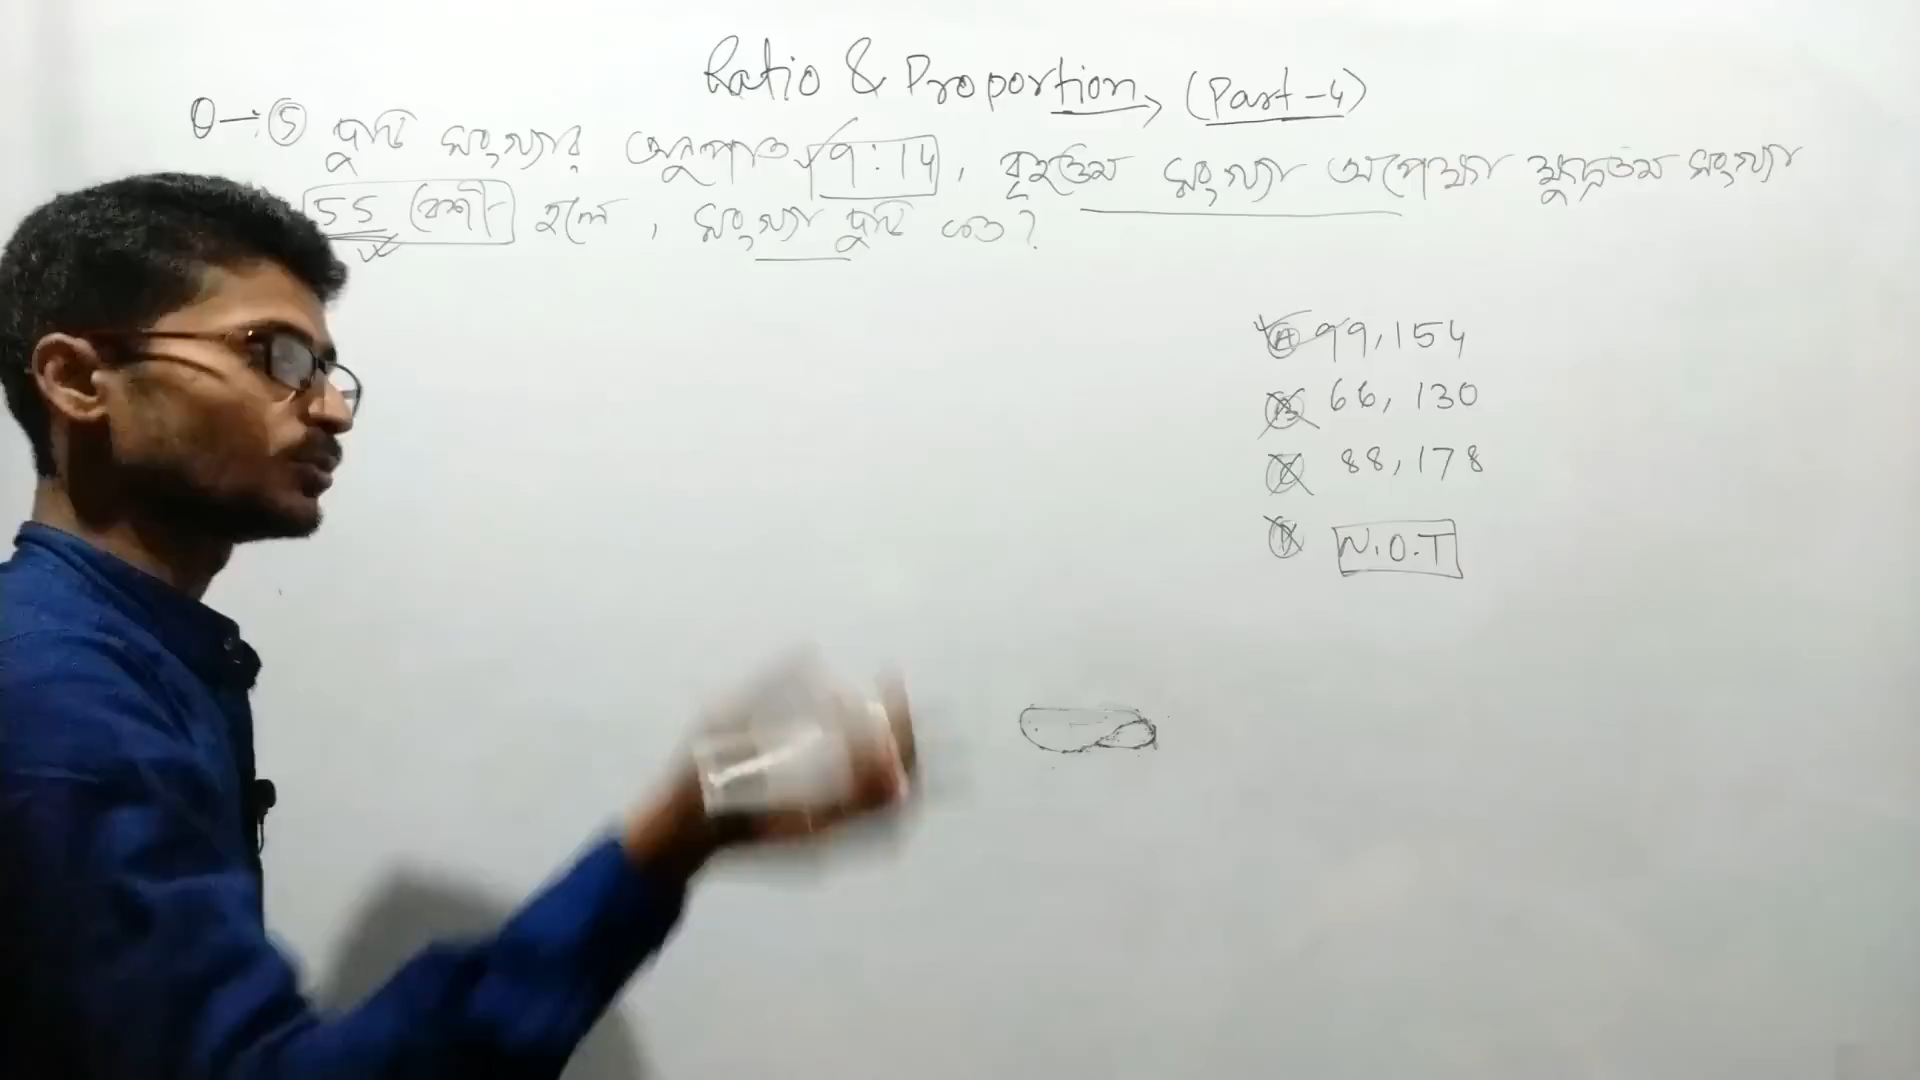 Ratio & Proportion, (Part-4)
Q→ 5 দুটি সংখ্যার অনুপাত 9:14, বৃহত্তম সংখ্যা অপেক্ষা ক্ষুদ্রতম সংখ্যা
55 বেশী হলে, সংখ্যা দুটি কত?
A 99,154
B 66,130
C 88,178
D N.O.T